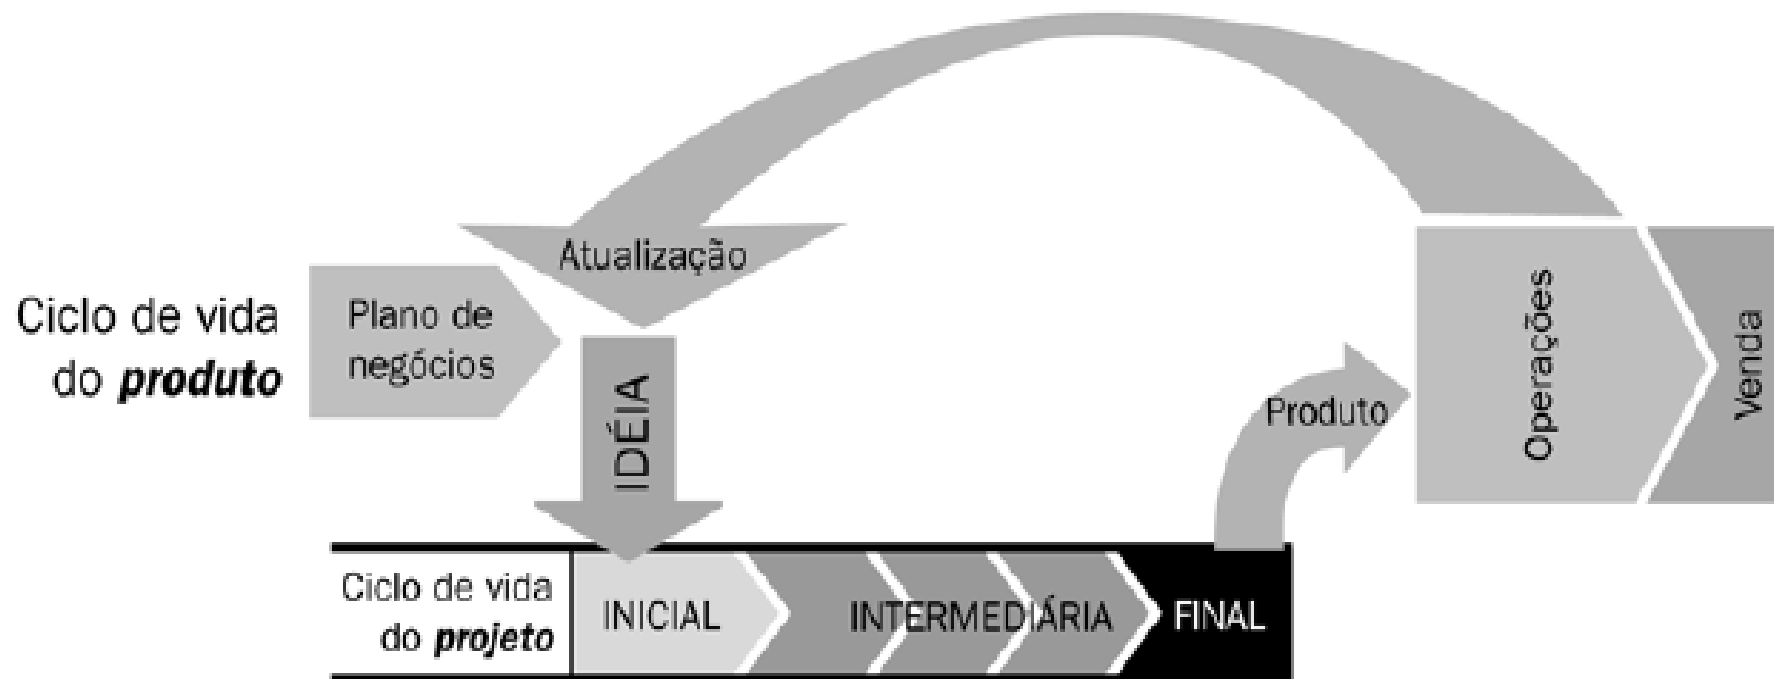 Atualização
Ciclo de vida
do produto
Plano de
negócios
IDÉIA
Produto
Operações
Venda
Ciclo de vida
do projeto
INICIAL
INTERMEDIÁRIA
FINAL